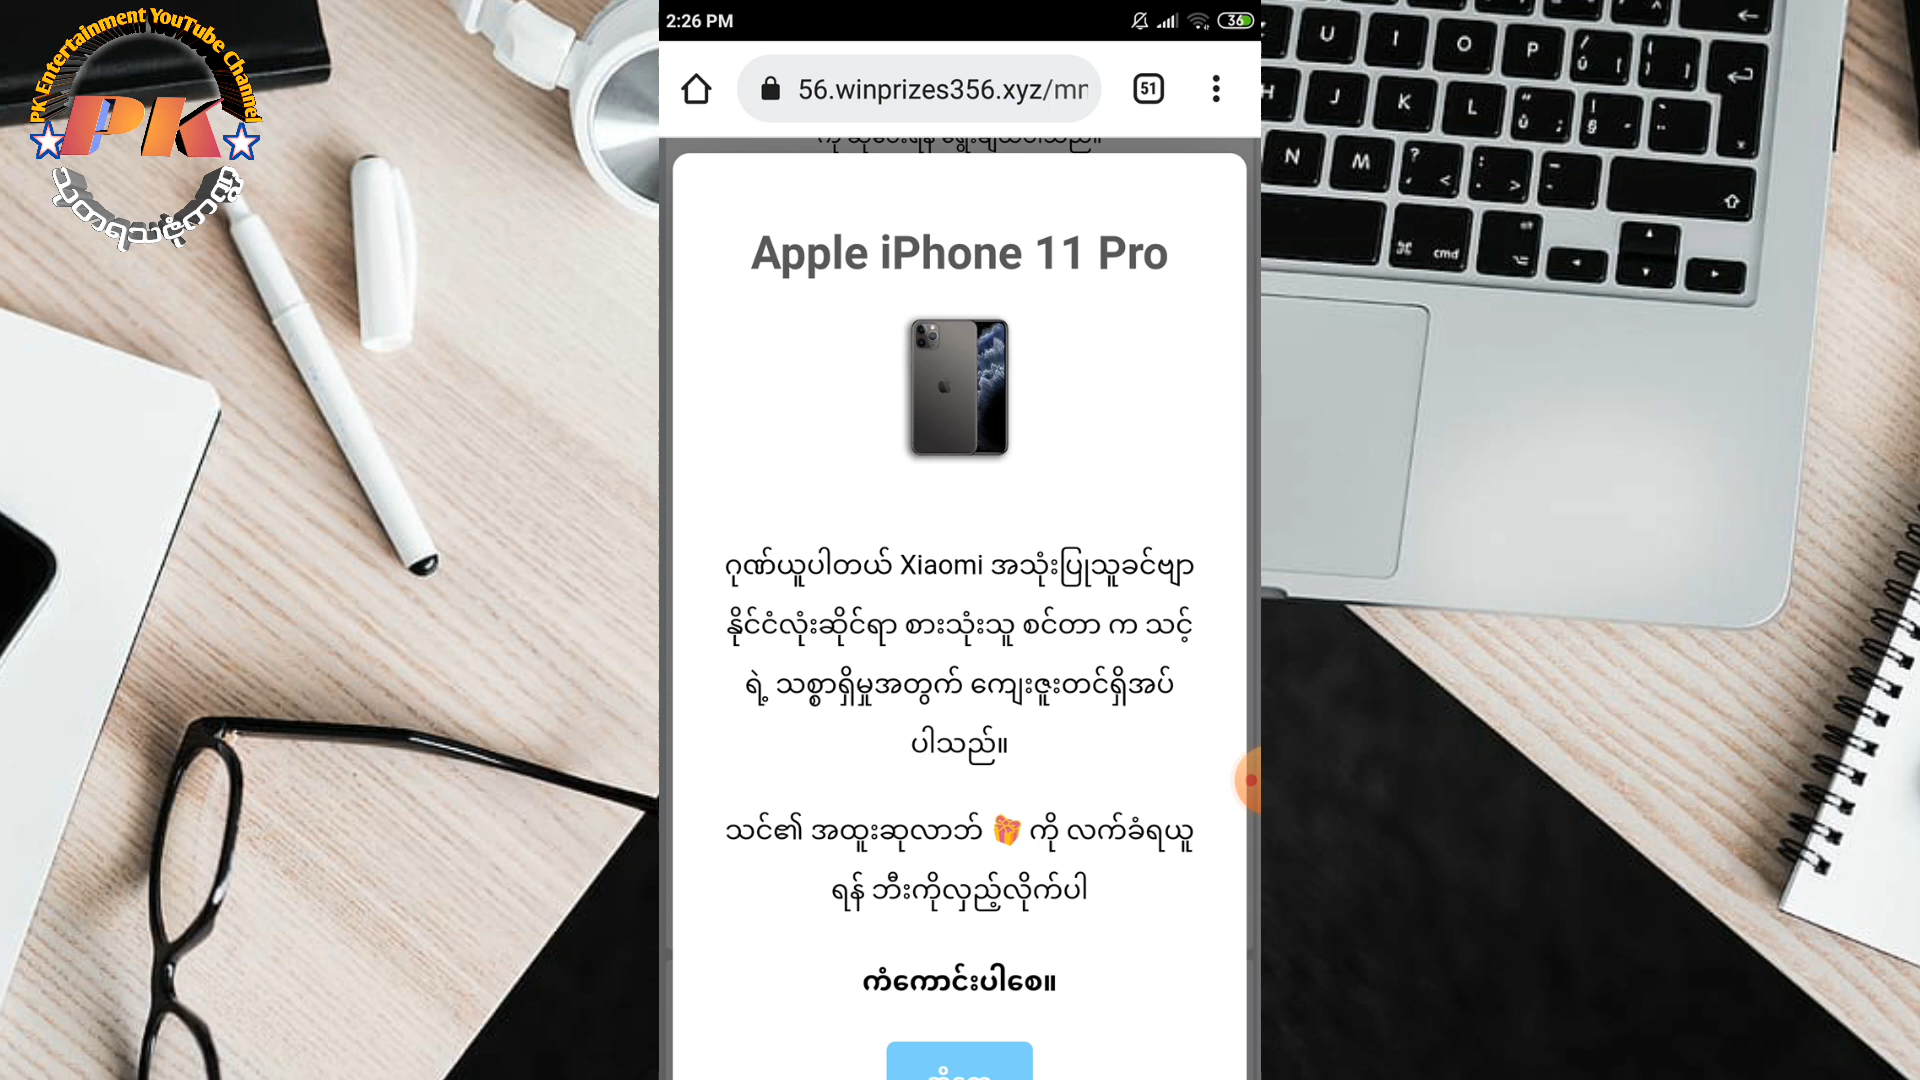 PK Entertainment YouTube Channel
PK
2:26 PM
36
56.winprizes356.xyz/mn
51
Apple iPhone 11 Pro
ဂုဏ်ယူပါတယ် Xiaomi အသုံးပြုသူခင်ဗျာ
နိုင်ငံလုံးဆိုင်ရာ စားသုံးသူ စင်တာ က သင့်
ရဲ့ သစ္စာရှိမှုအတွက် ကျေးဇူးတင်ရှိအပ်
ပါသည်။
သင်၏ အထူးဆုလာဘ် 🎁 ကို လက်ခံရယူ
ရန် ဘီးကိုလှည့်လိုက်ပါ
ကံကောင်းပါစေ။
U I O P
H J K L
N M
cmd